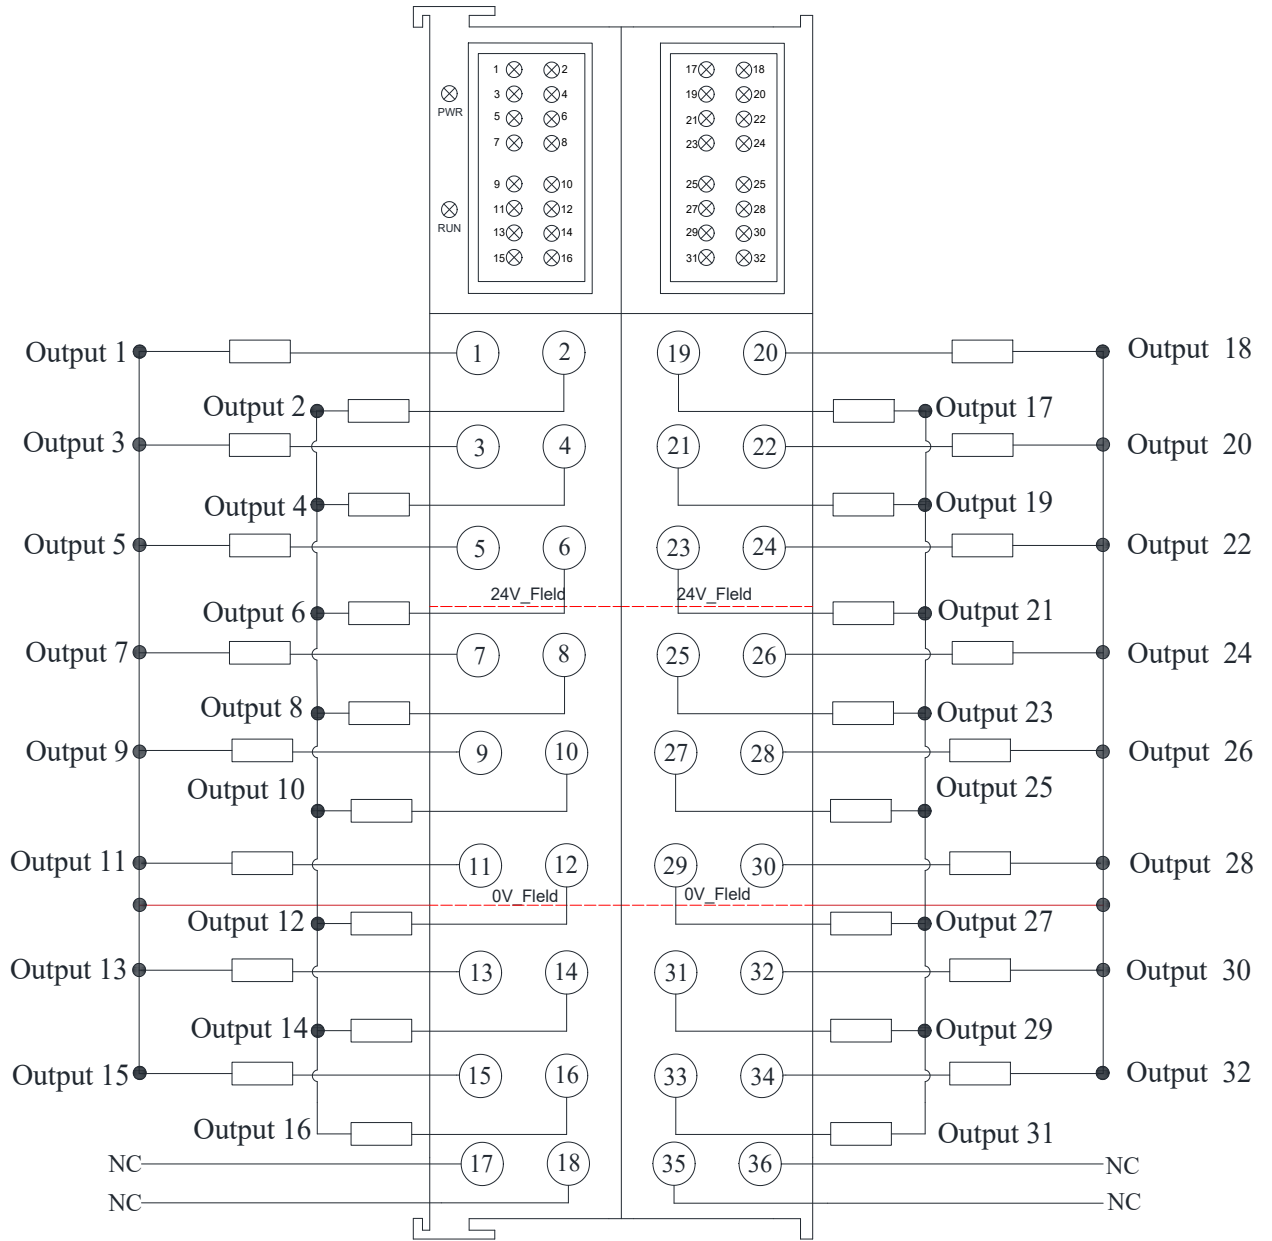 1 2 17 18
3 4 19 20
PWR 5 6 21 22
7 8 23 24
9 10 25 25
11 12 27 28
RUN 13 14 29 30
15 16 31 32
Output 1 1 2 19 20 Output 18
Output 2 Output 17
Output 3 3 4 21 22 Output 20
Output 4 Output 19
Output 5 5 6 23 24 Output 22
24V_Fleld 24V_Fleld
Output 6 Output 21
Output 7 7 8 25 26 Output 24
Output 8 Output 23
Output 9 9 10 27 28 Output 26
Output 10 Output 25
Output 11 11 12 29 30 Output 28
0V_Fleld 0V_Fleld
Output 12 Output 27
Output 13 13 14 31 32 Output 30
Output 14 Output 29
Output 15 15 16 33 34 Output 32
Output 16 Output 31
NC 17 18 35 36 NC
NC NC